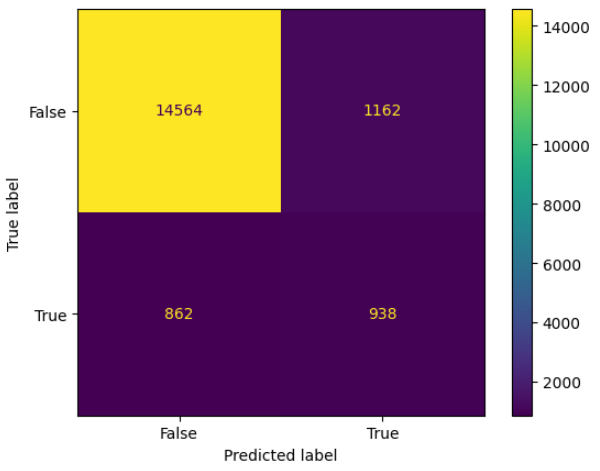 14000
12000
10000
8000
6000
4000
2000
True label
False
True
14564
1162
862
938
False
True
Predicted label